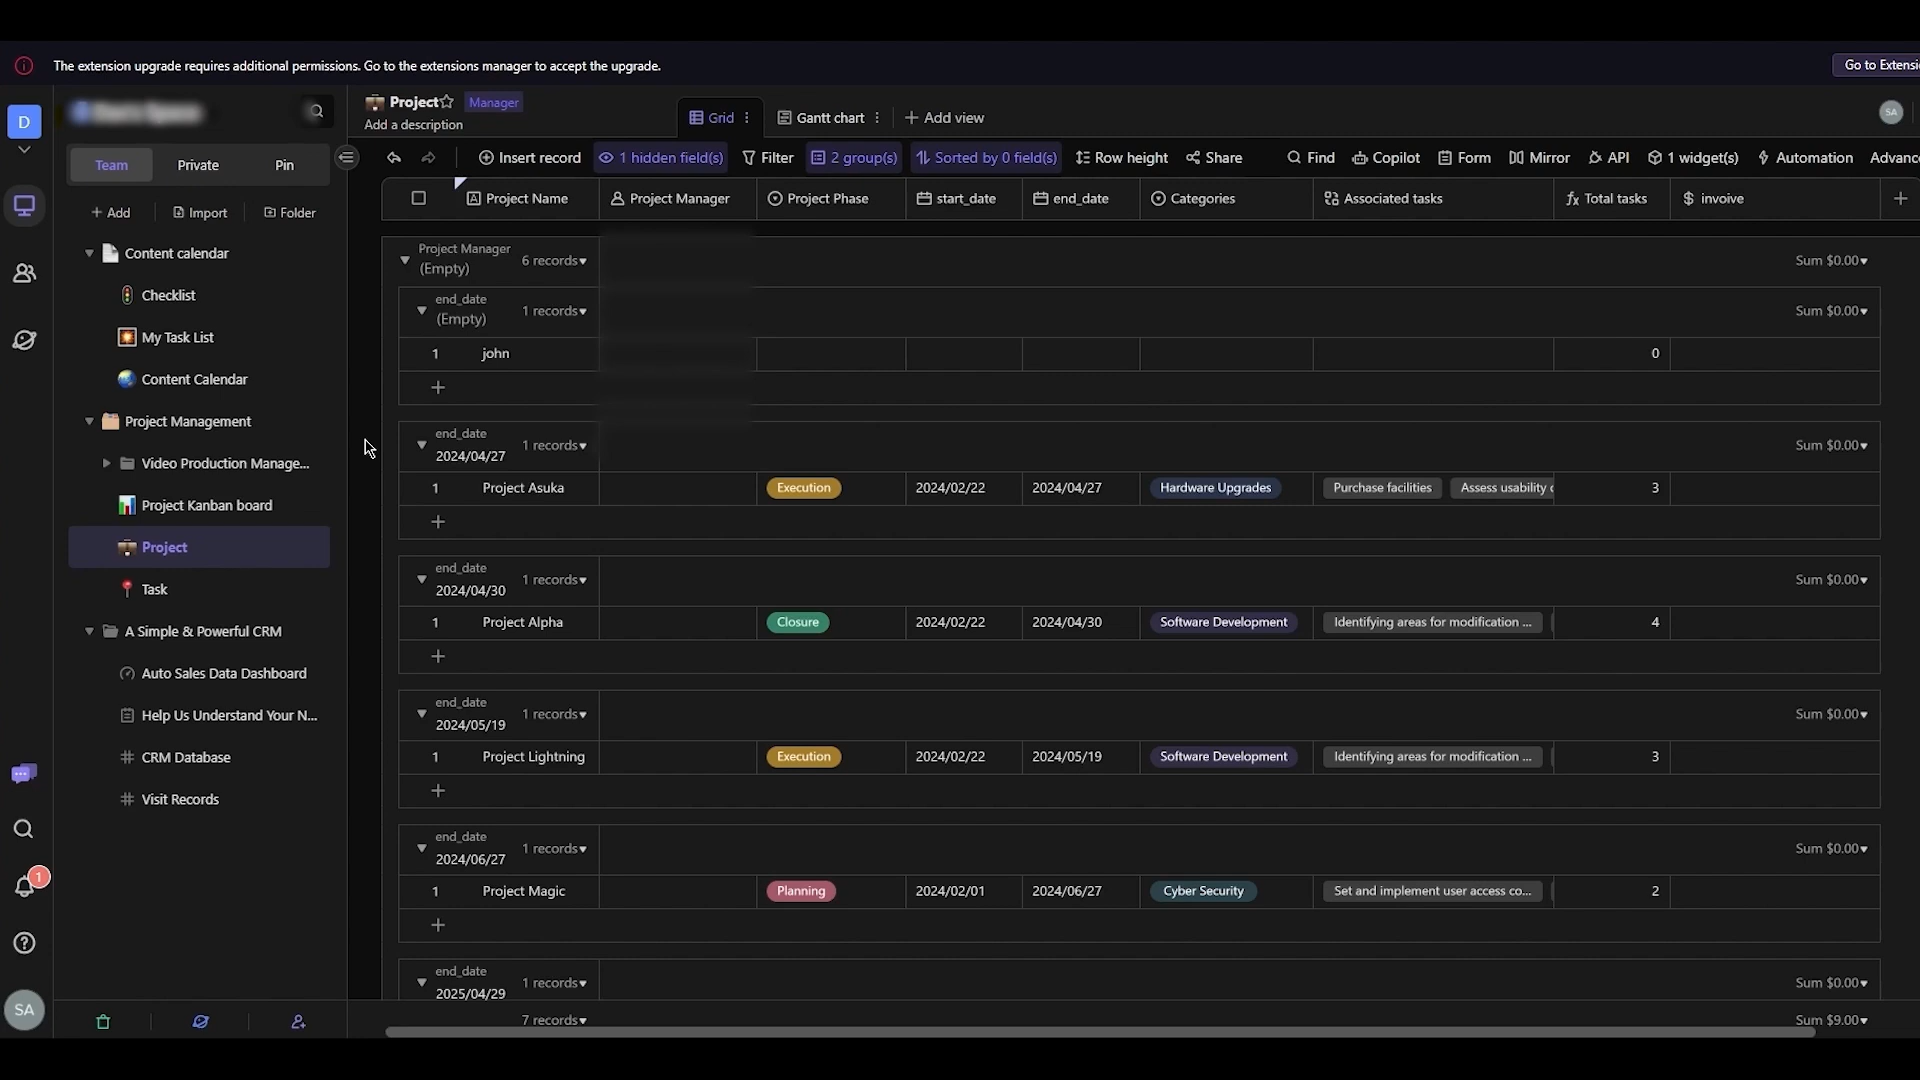 The extension upgrade requires additional permissions. Go to the extensions manager to accept the upgrade.
Go to Extensi
D
Project
Manager
Add a description
Grid
Gantt chart
Add view
SA
Team
Private
Pin
1 hidden field(s)
Insert record
Filter
2 group(s)
Sorted by 0 field(s)
Row height
Share
Find
Copilot
Form
Mirror
API
1 widget(s)
Automation
Advanc
Add
Import
Folder
Project Name
Project Manager
Project Phase
start_date
end_date
Categories
Associated tasks
Total tasks
invoive
Content calendar
Checklist
My Task List
Content Calendar
Project Management
Video Production Manage...
Project Kanban board
Project
Task
A Simple & Powerful CRM
Auto Sales Data Dashboard
Help Us Understand Your N...
CRM Database
Visit Records
1
SA
Project Manager
(Empty)
6 records
Sum $0.00
end_date
(Empty)
1 records
Sum $0.00
1 john 0
end_date
2024/04/27
1 records
Sum $0.00
1 Project Asuka Execution 2024/02/22 2024/04/27 Hardware Upgrades Purchase facilities Assess usability 3
end_date
2024/04/30
1 records
Sum $0.00
1 Project Alpha Closure 2024/02/22 2024/04/30 Software Development Identifying areas for modification ... 4
end_date
2024/05/19
1 records
Sum $0.00
1 Project Lightning Execution 2024/02/22 2024/05/19 Software Development Identifying areas for modification ... 3
end_date
2024/06/27
1 records
Sum $0.00
1 Project Magic Planning 2024/02/01 2024/06/27 Cyber Security Set and implement user access co... 2
end_date
2025/04/29
1 records
Sum $0.00
7 records
Sum $9.00